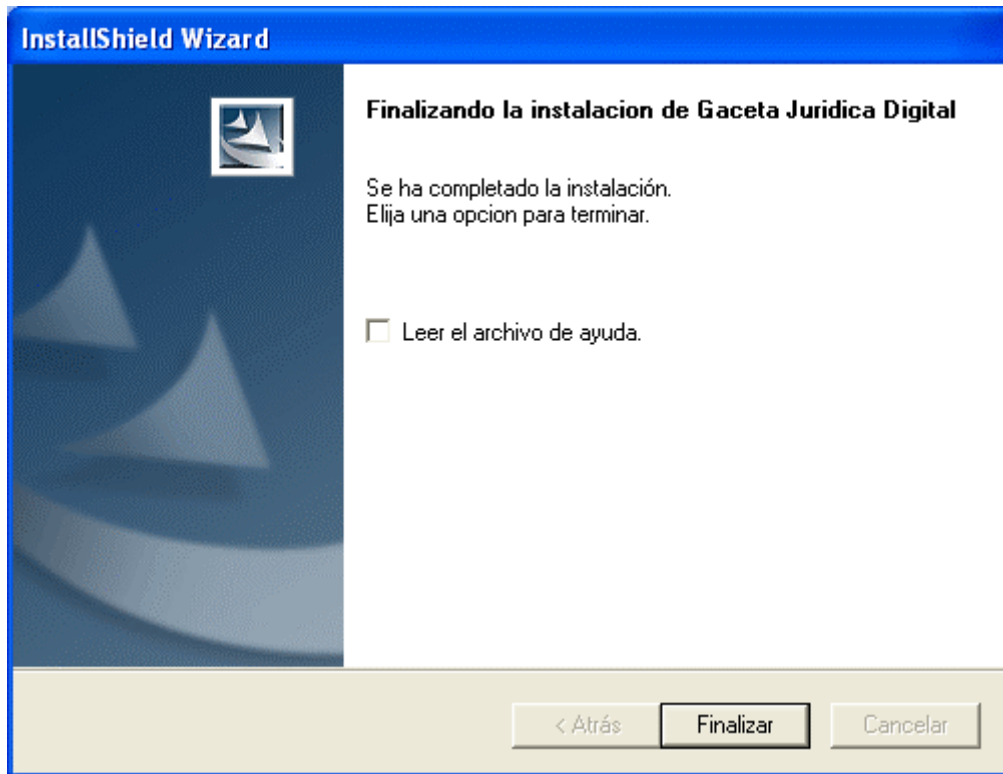 InstallShield Wizard
Finalizando la instalacion de Gaceta Juridica Digital
Se ha completado la instalación.
Elija una opcion para terminar.
Leer el archivo de ayuda.
< Atrás
Finalizar
Cancelar